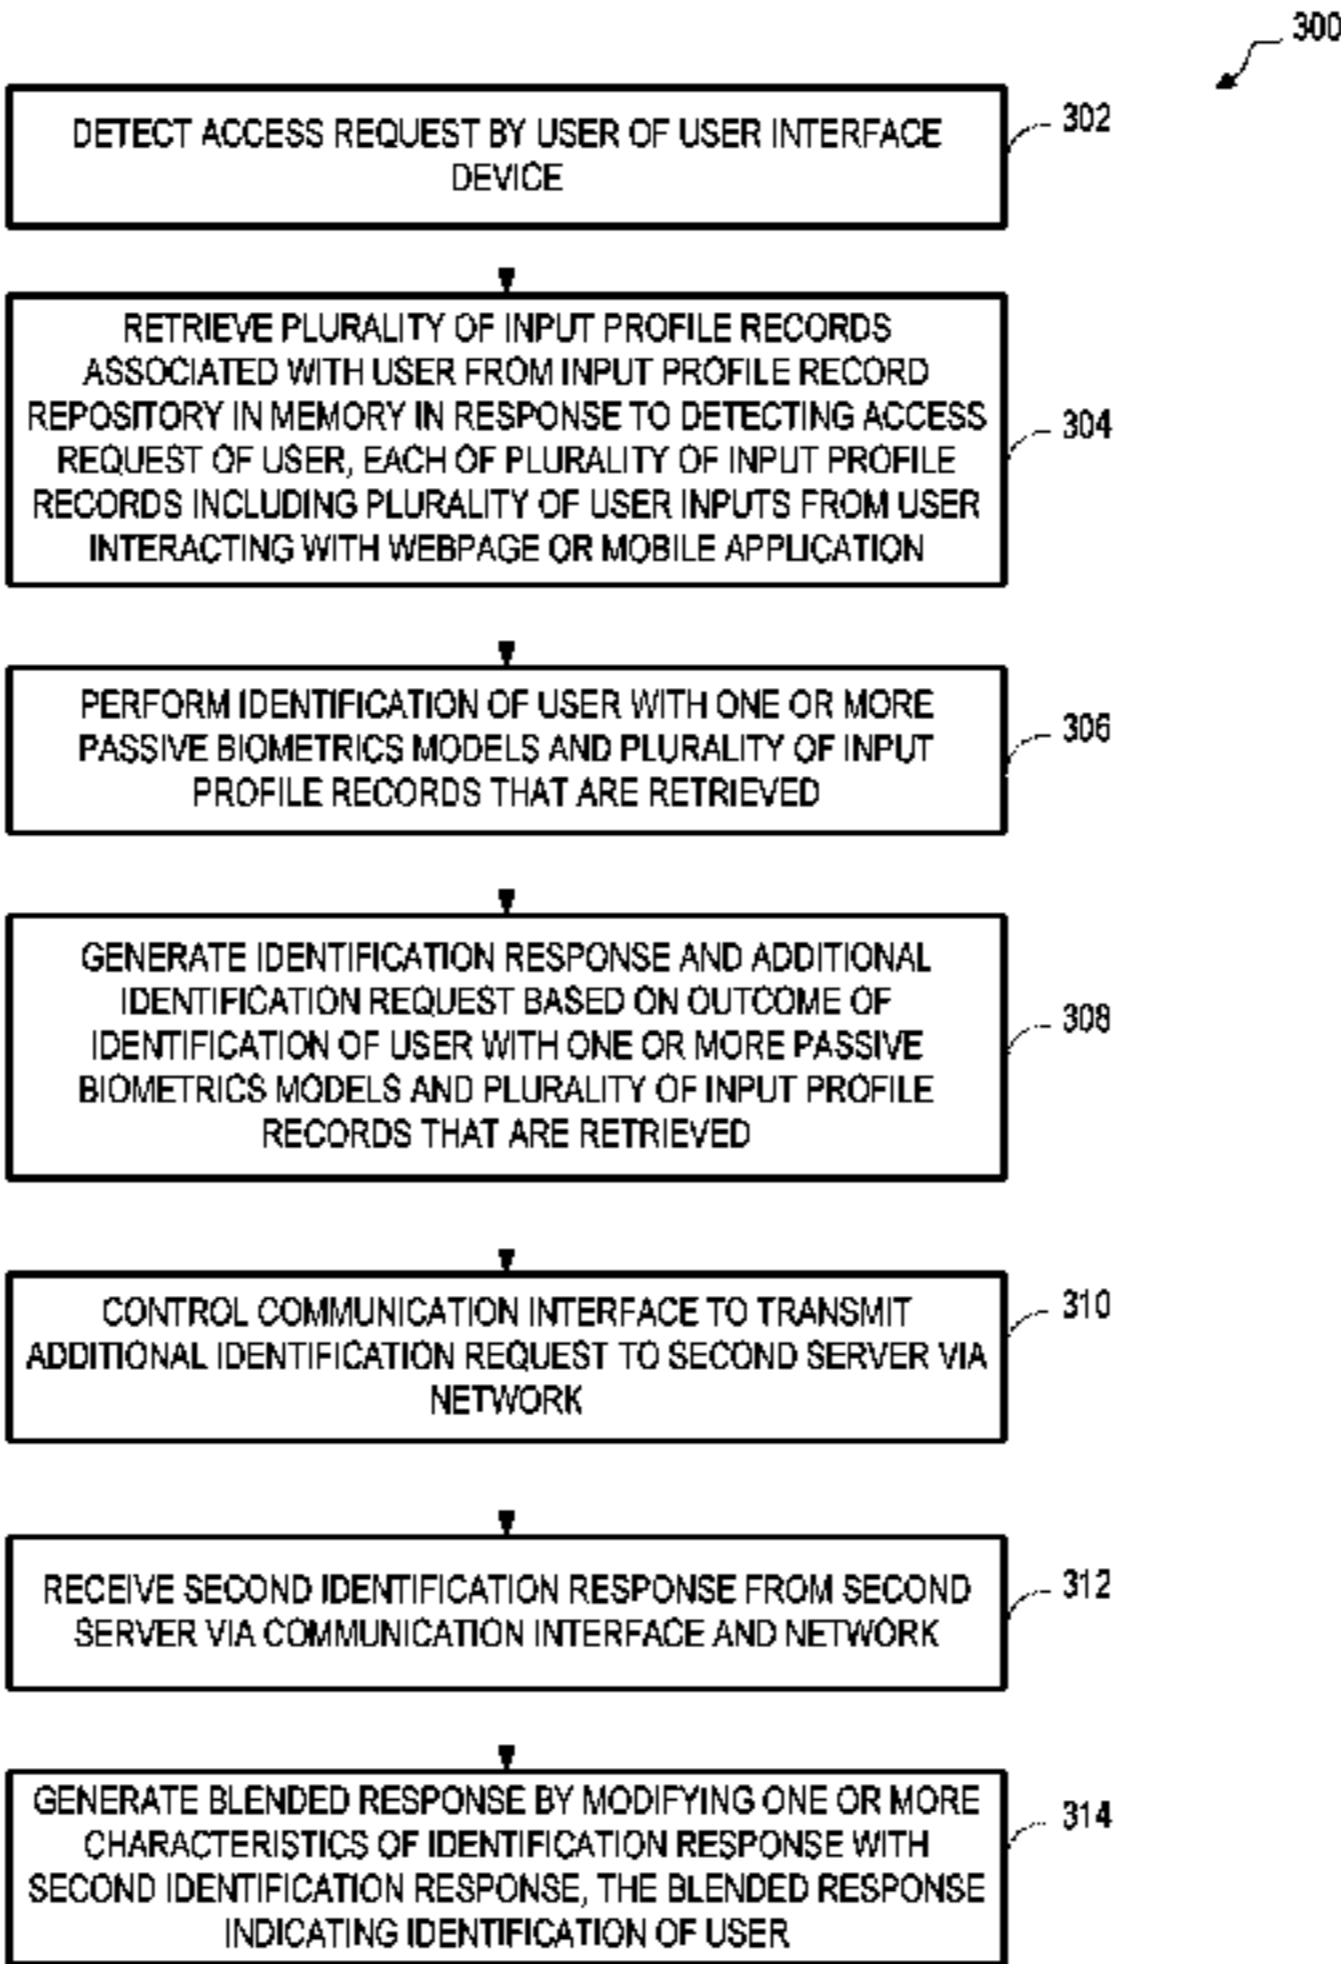 300
DETECT ACCESS REQUEST BY USER OF USER INTERFACE
DEVICE
302
RETRIEVE PLURALITY OF INPUT PROFILE RECORDS
ASSOCIATED WITH USER FROM INPUT PROFILE RECORD
REPOSITORY IN MEMORY IN RESPONSE TO DETECTING ACCESS
REQUEST OF USER, EACH OF PLURALITY OF INPUT PROFILE
RECORDS INCLUDING PLURALITY OF USER INPUTS FROM USER
INTERACTING WITH WEBPAGE OR MOBILE APPLICATION
304
PERFORM IDENTIFICATION OF USER WITH ONE OR MORE
PASSIVE BIOMETRICS MODELS AND PLURALITY OF INPUT
PROFILE RECORDS THAT ARE RETRIEVED
306
GENERATE IDENTIFICATION RESPONSE AND ADDITIONAL
IDENTIFICATION REQUEST BASED ON OUTCOME OF
IDENTIFICATION OF USER WITH ONE OR MORE PASSIVE
BIOMETRICS MODELS AND PLURALITY OF INPUT PROFILE
RECORDS THAT ARE RETRIEVED
308
CONTROL COMMUNICATION INTERFACE TO TRANSMIT
ADDITIONAL IDENTIFICATION REQUEST TO SECOND SERVER VIA
NETWORK
310
RECEIVE SECOND IDENTIFICATION RESPONSE FROM SECOND
SERVER VIA COMMUNICATION INTERFACE AND NETWORK
312
GENERATE BLENDED RESPONSE BY MODIFYING ONE OR MORE
CHARACTERISTICS OF IDENTIFICATION RESPONSE WITH
SECOND IDENTIFICATION RESPONSE, THE BLENDED RESPONSE
INDICATING IDENTIFICATION OF USER
314